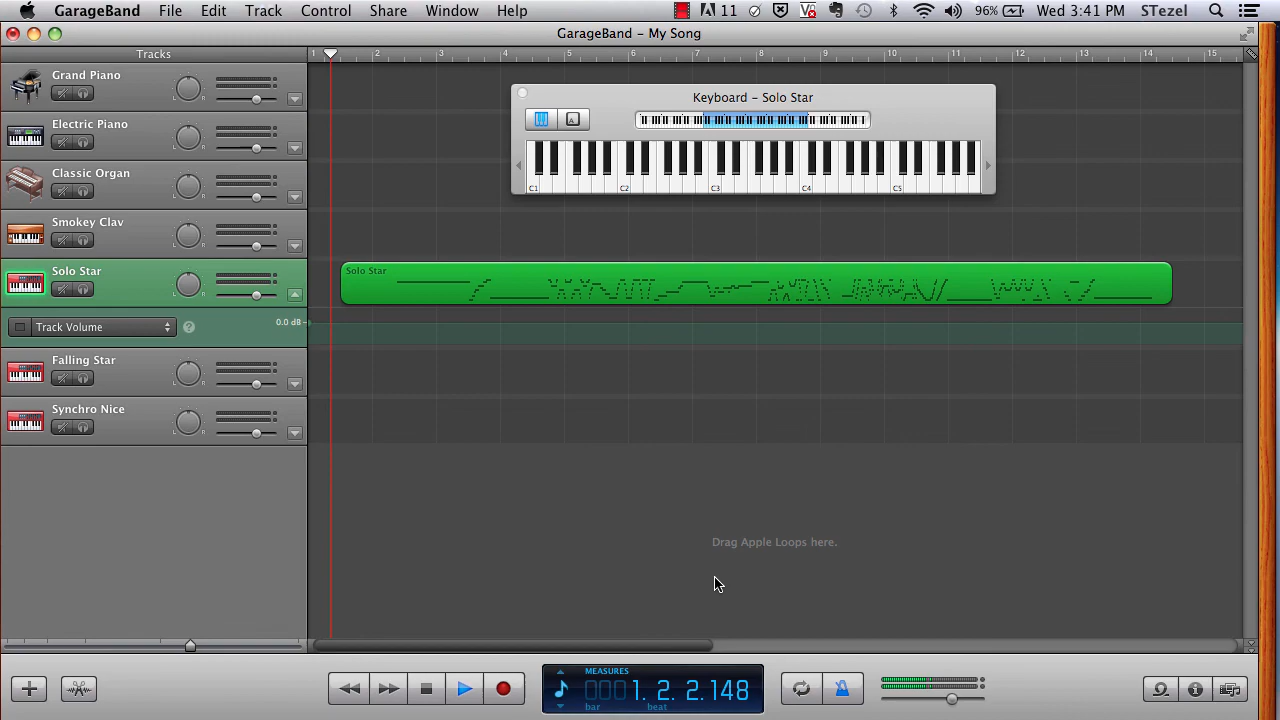 GarageBand File Edit Track Control Share Window Help 11 96% Wed 3:41 PM STezel
GarageBand – My Song
Tracks 1 2 3 4 5 6 7 8 9 10 11 12 13 14 15
Grand Piano
L R
Keyboard – Solo Star
A
C1 C2 C3 C4 C5
Electric Piano
L R
Classic Organ
L R
Smokey Clav
L R
Solo Star
L R
Solo Star
Track Volume ? 0.0 dB
Falling Star
L R
Synchro Nice
L R
Drag Apple Loops here.
MEASURES
0001. 2. 2.148
bar beat